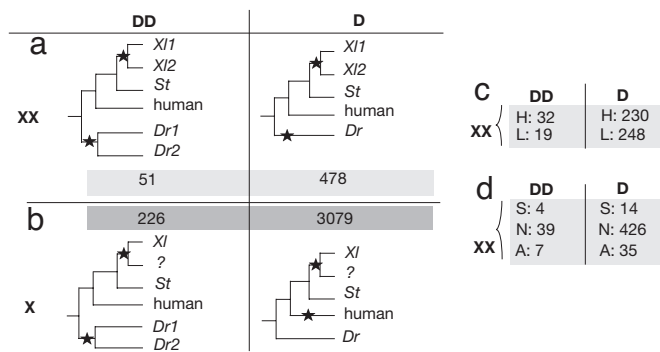 DD D
a
Xl1
Xl2
St
human
Dr1
Dr2
Xl1
Xl2
St
human
Dr
XX
51 478
b
226 3079
Xl
?
St
human
Dr1
Dr2
Xl
?
St
human
Dr
X
c
DD D
XX
H: 32 H: 230
L: 19 L: 248
d
DD D
XX
S: 4 S: 14
N: 39 N: 426
A: 7 A: 35